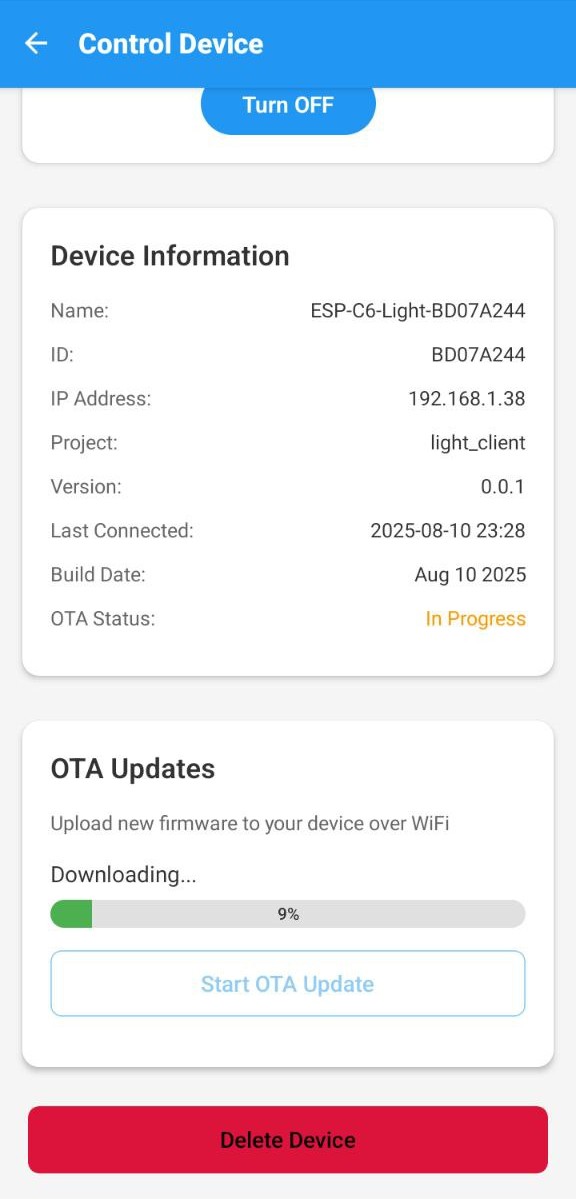 Control Device
Turn OFF
Device Information
Name: ESP-C6-Light-BD07A244
ID: BD07A244
IP Address: 192.168.1.38
Project: light_client
Version: 0.0.1
Last Connected: 2025-08-10 23:28
Build Date: Aug 10 2025
OTA Status: In Progress
OTA Updates
Upload new firmware to your device over WiFi
Downloading...
9%
Start OTA Update
Delete Device